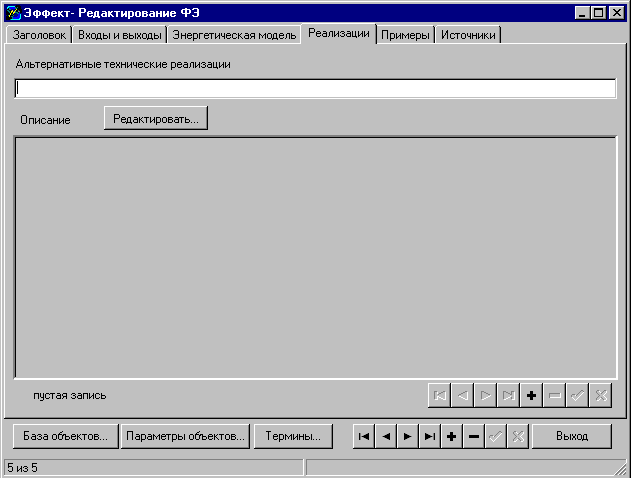 Эффект- Редактирование ФЭ
Заголовок Входы и выходы Энергетическая модель Реализации Примеры Источники
Альтернативные технические реализации
Описание Редактировать...
пустая запись
База объектов... Параметры объектов... Термины... Выход
5 из 5